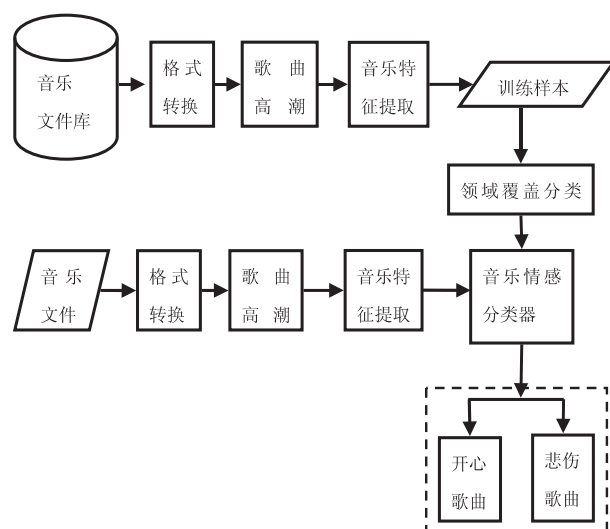 音乐
文件库
格式
转换
歌曲
高潮
音乐特
征提取
训练样本
领域覆盖分类
音乐
文件
格式
转换
歌曲
高潮
音乐特
征提取
音乐情感
分类器
开心
歌曲
悲伤
歌曲